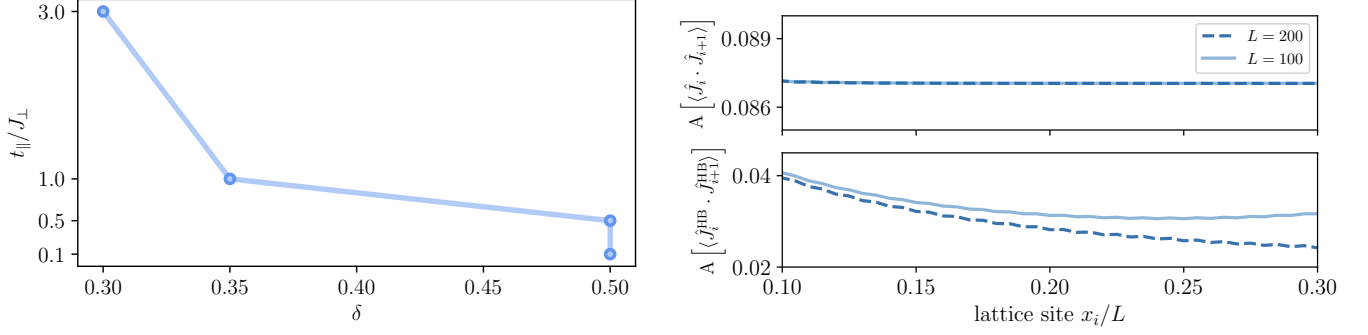 3.0
1.0
0.5
0.1
t∥/J⊥
0.30
0.35
0.40
0.45
0.50
δ
0.089
0.086
A [⟨Ĵ_i · Ĵ_{i+1}⟩]
L = 200
L = 100
0.04
0.02
A [⟨Ĵ_i^{HB} · Ĵ_{i+1}^{HB}⟩]
0.10
0.15
0.20
0.25
0.30
lattice site x_i/L